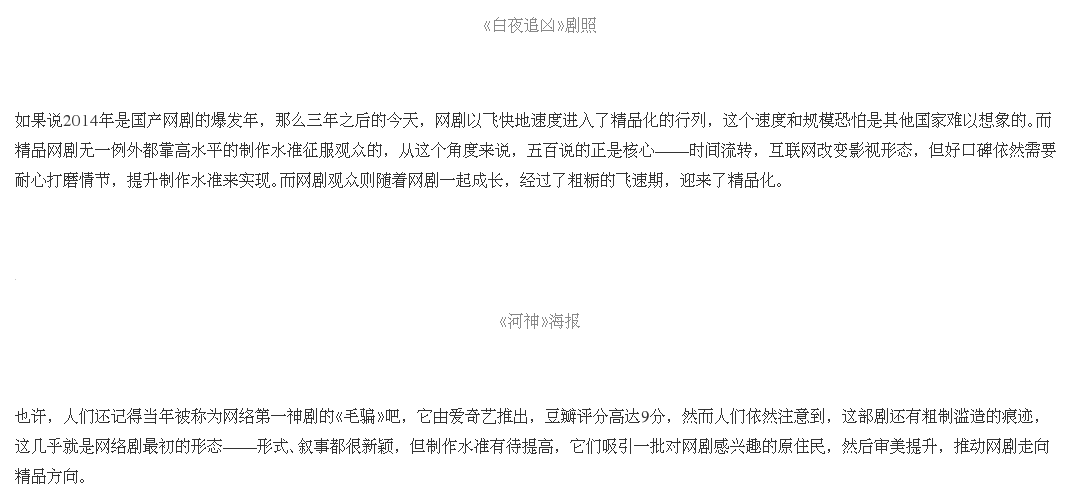 《白夜追凶》剧照
如果说2014年是国产网剧的爆发年，那么三年之后的今天，网剧以飞快地速度进入了精品化的行列，这个速度和规模恐怕是其他国家难以想象的。而
精品网剧无一例外都靠高水平的制作水准征服观众的，从这个角度来说，五百说的正是核心——时间流转，互联网改变影视形态，但好口碑依然需要
耐心打磨情节，提升制作水准来实现。而网剧观众则随着网剧一起成长，经过了粗粝的飞速期，迎来了精品化。
《河神》海报
也许，人们还记得当年被称为网络第一神剧的《毛骗》吧，它由爱奇艺推出，豆瓣评分高达9分，然而人们依然注意到，这部剧还有粗制滥造的痕迹，
这几乎就是网络剧最初的形态——形式、叙事都很新颖，但制作水准有待提高，它们吸引一批对网剧感兴趣的原住民，然后审美提升，推动网剧走向
精品方向。